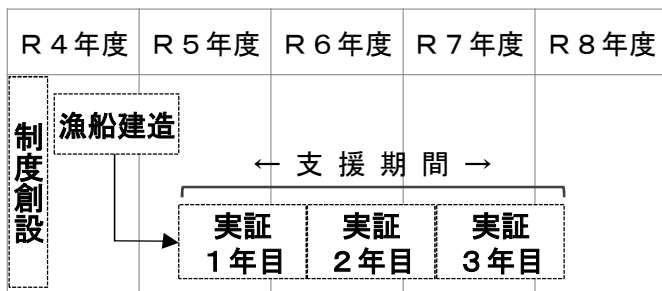 Ｒ４年度 Ｒ５年度 Ｒ６年度 Ｒ７年度 Ｒ８年度
制度創設
漁船建造
← 支 援 期 間 →
実証 実証 実証
１年目 ２年目 ３年目